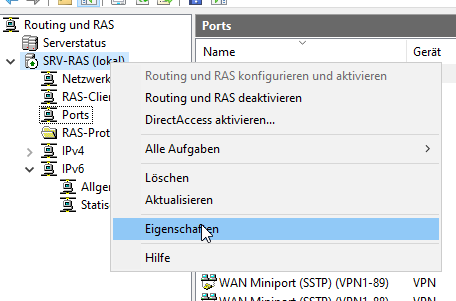 Routing und RAS
Serverstatus
SRV-RAS (lokal)
Netzwerk
RAS-Clie
Ports
RAS-Prot
IPv4
IPv6
Allger
Statis
Ports
Name
Gerät
Routing und RAS konfigurieren und aktivieren
Routing und RAS deaktivieren
DirectAccess aktivieren...
Alle Aufgaben
Löschen
Aktualisieren
Eigenschaften
Hilfe
WAN Miniport (SSTP) (VPN1-89) VPN
WAN Miniport (SSTP) (VPN1-88) VPN